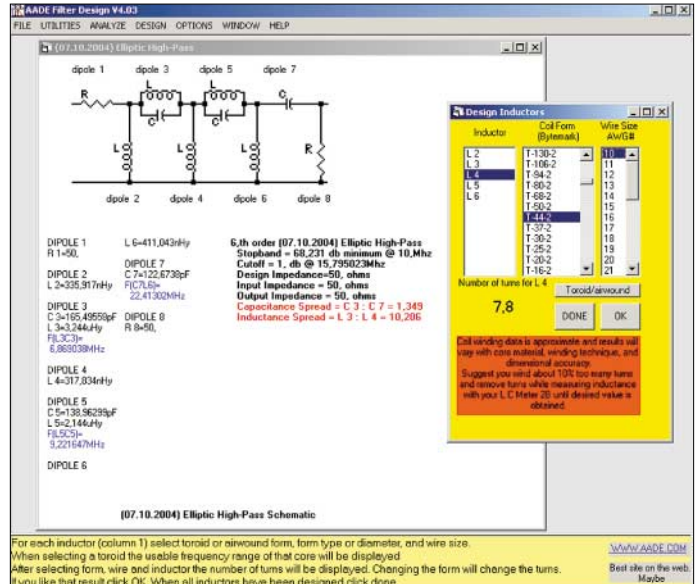 AADE Filter Design V4.03
FILE UTILITIES ANALYZE DESIGN OPTIONS WINDOW HELP
(07.10.2004) Elliptic High-Pass
dipole 1 dipole 3 dipole 5 dipole 7
R L L C
C C
L L L R
dipole 2 dipole 4 dipole 6 dipole 8
DIPOLE 1
R 1=50,
DIPOLE 2
L 2=335,917nHy
DIPOLE 3
C 3=165,49559pF
L 3=3,244uHy
F(L3C3)=
6,869038MHz
DIPOLE 4
L 4=317,834nHy
DIPOLE 5
C 5=138,96299pF
L 5=2,144uHy
F(L5C5)=
9,221647MHz
DIPOLE 6
L 6=411,043nHy
DIPOLE 7
C 7=122,6738pF
F(C7L6)=
22,41302MHz
DIPOLE 8
R 8=50,
6,th order (07.10.2004) Elliptic High-Pass
Stopband = 68,231 db minimum @ 10,Mhz
Cutoff = 1, db @ 15,795023Mhz
Design Impedance=50, ohms
Input Impedance = 50, ohms
Output Impedance = 50, ohms
Capacitance Spread = C 3 : C 7 = 1,349
Inductance Spread = L 3 : L 4 = 10,206
(07.10.2004) Elliptic High-Pass Schematic
Design Inductors
Inductor
L 2
L 3
L 4
L 5
L 6
Coil Form
(Bytemark)
T-130-2
T-106-2
T-94-2
T-80-2
T-68-2
T-50-2
T-44-2
T-37-2
T-30-2
T-25-2
T-20-2
T-16-2
Wire Size
AWG#
10
11
12
13
14
15
16
17
18
19
20
21
Number of turns for L 4
7,8
Toroid/airwound
DONE OK
Coil winding data is approximate and results will
vary with core material, winding technique, and
dimensional accuracy.
Suggest you wind about 10% too many turns
and remove turns while measuring inductance
with your L C Meter 2B until desired value is
obtained.
For each inductor (column 1) select toroid or airwound form, form type or diameter, and wire size.
When selecting a toroid the usable frequency range of that core will be displayed
After selecting form, wire and inductor the number of turns will be displayed. Changing the form will change the turns.
If you like that result click OK. When all inductors have been designed click done.
WWW.AADE.COM
Best site on the web.
Maybe